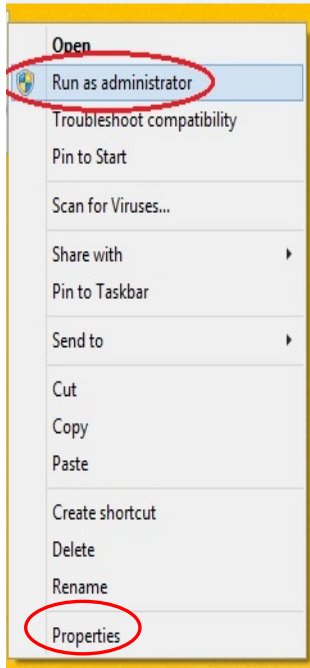 Open
Run as administrator
Troubleshoot compatibility
Pin to Start
Scan for Viruses...
Share with
Pin to Taskbar
Send to
Cut
Copy
Paste
Create shortcut
Delete
Rename
Properties